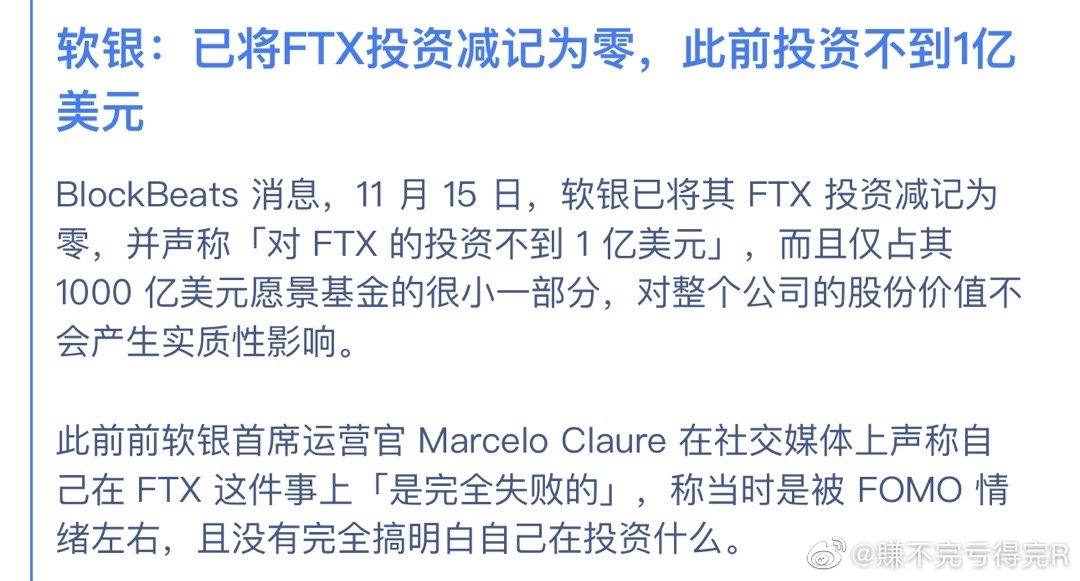 软银：已将FTX投资减记为零，此前投资不到1亿
美元
BlockBeats 消息，11 月 15 日，软银已将其 FTX 投资减记为
零，并声称「对 FTX 的投资不到 1 亿美元」，而且仅占其
1000 亿美元愿景基金的很小一部分，对整个公司的股份价值不
会产生实质性影响。
此前前软银首席运营官 Marcelo Claure 在社交媒体上声称自
己在 FTX 这件事上「是完全失败的」，称当时是被 FOMO 情
绪左右，且没有完全搞明白自己在投资什么。
@賺不完亏得完R